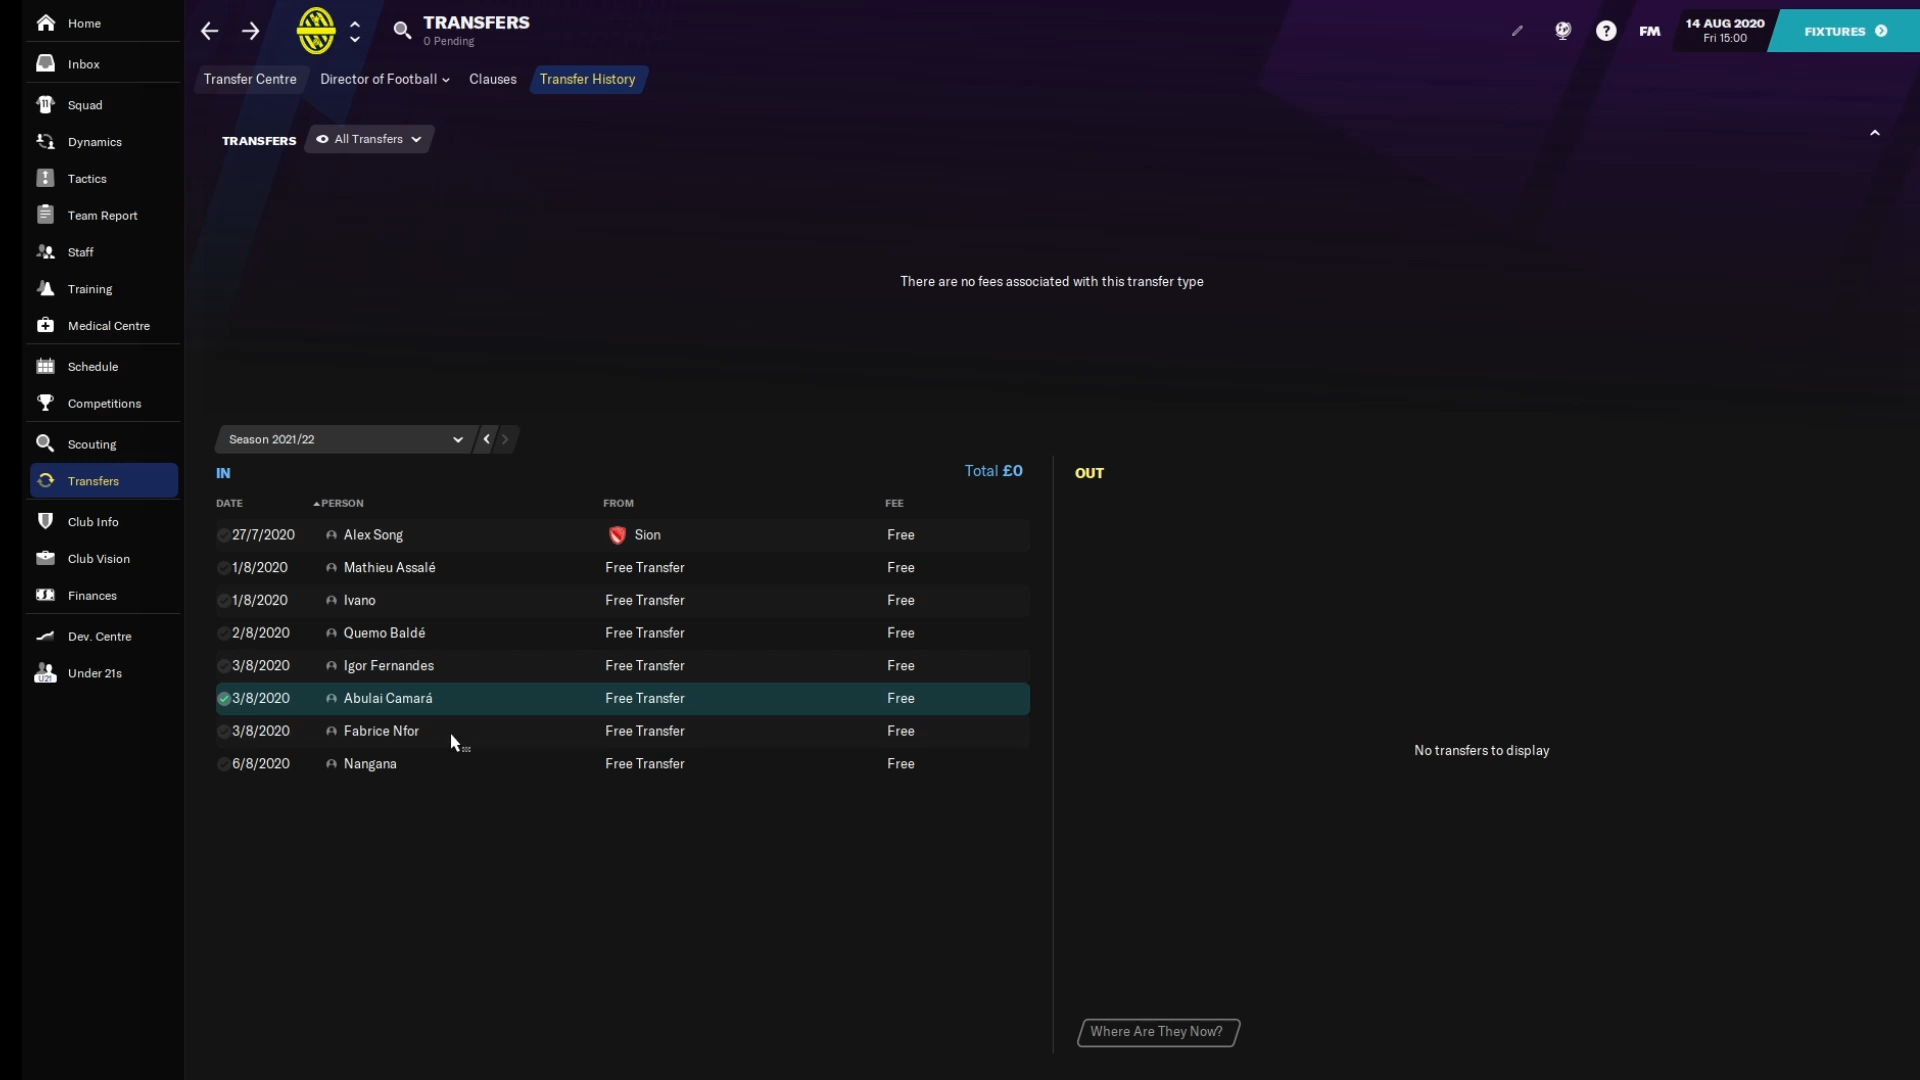 Home
Inbox
Squad
Dynamics
Tactics
Team Report
Staff
Training
Medical Centre
Schedule
Competitions
Scouting
Transfers
Club Info
Club Vision
Finances
Dev. Centre
U21
Under 21s
TRANSFERS
0 Pending
?
FM
14 AUG 2020
Fri 15:00
FIXTURES
Transfer Centre
Director of Football
Clauses
Transfer History
TRANSFERS
All Transfers
There are no fees associated with this transfer type
Season 2021/22
IN
Total £0
DATE PERSON FROM FEE
27/7/2020 Alex Song Sion Free
1/8/2020 Mathieu Assalé Free Transfer Free
1/8/2020 Ivano Free Transfer Free
2/8/2020 Quemo Baldé Free Transfer Free
3/8/2020 Igor Fernandes Free Transfer Free
3/8/2020 Abulai Camará Free Transfer Free
3/8/2020 Fabrice Nfor Free Transfer Free
6/8/2020 Nangana Free Transfer Free
OUT
No transfers to display
Where Are They Now?